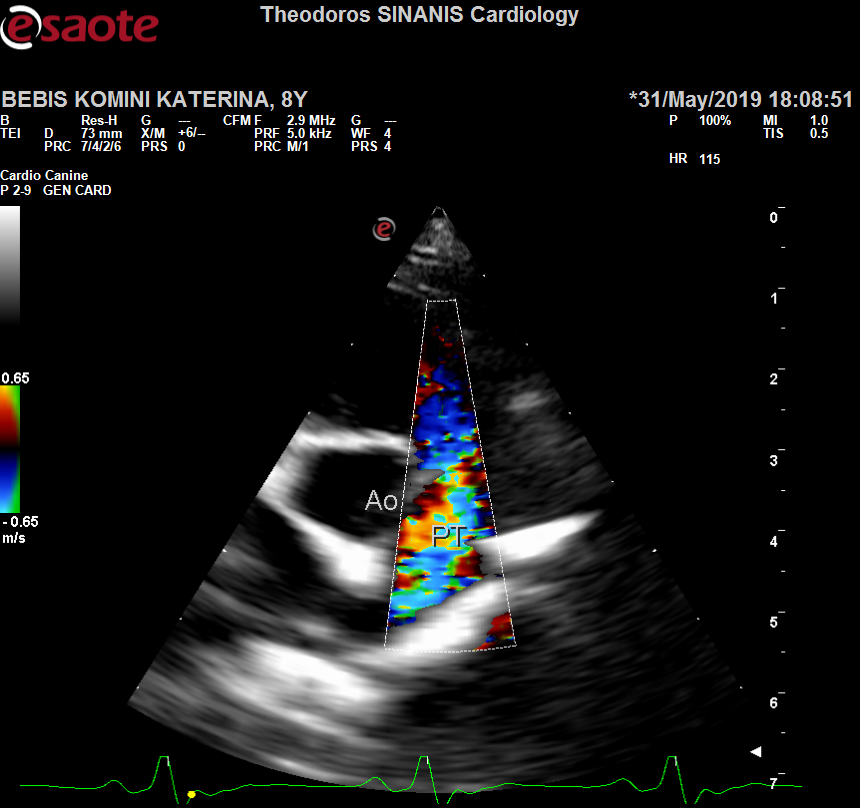 esaote
Theodoros SINANIS Cardiology
BEBIS KOMINI KATERINA, 8Y
*31/May/2019 18:08:51
B Res-H G --- CFM F 2.9 MHz G --- P 100% MI 1.0
TEI D 73 mm X/M +6/-- PRF 5.0 kHz WF 4 TIS 0.5
PRC 7/4/2/6 PRS 0 PRC M/1 PRS 4
HR 115
Cardio Canine
P 2-9 GEN CARD
e
0
1
2
0.65
3
Ao
- 0.65
m/s
PT
4
5
6
7